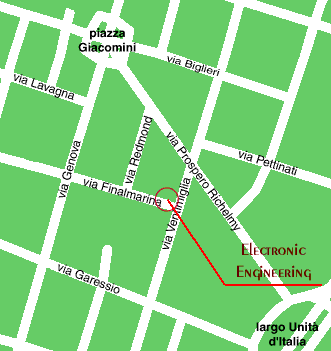 piazza
Giacomini
via Biglieri
via Lavagna
via Redmond
via Prospero Richelmy
via Pettinati
via Genova
via Finalmarina
via Ventimiglia
Electronic
Engineering
via Garessio
largo Unità
d'Italia